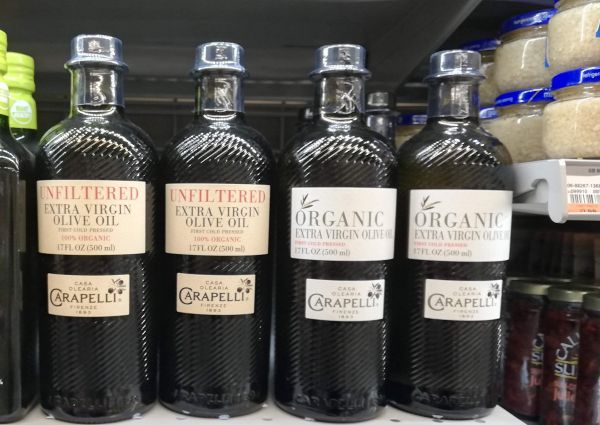 UNFILTERED
EXTRA VIRGIN
OLIVE OIL
FIRST COLD PRESSED
100% ORGANIC
17 FL OZ (500 ml)
CASA
OLEARIA
CARAPELLI
FIRENZE
1893
UNFILTERED
EXTRA VIRGIN
OLIVE OIL
FIRST COLD PRESSED
100% ORGANIC
17 FL OZ (500 ml)
CASA
OLEARIA
CARAPELLI
FIRENZE
1893
ORGANIC
EXTRA VIRGIN OLIVE OIL
FIRST COLD PRESSED
17 FL OZ (500 ml)
CASA
OLEARIA
CARAPELLI
FIRENZE
1893
ORGANIC
EXTRA VIRGIN OLIVE OIL
FIRST COLD PRESSED
17 FL OZ (500 ml)
CASA
OLEARIA
CARAPELLI
FIRENZE
1893